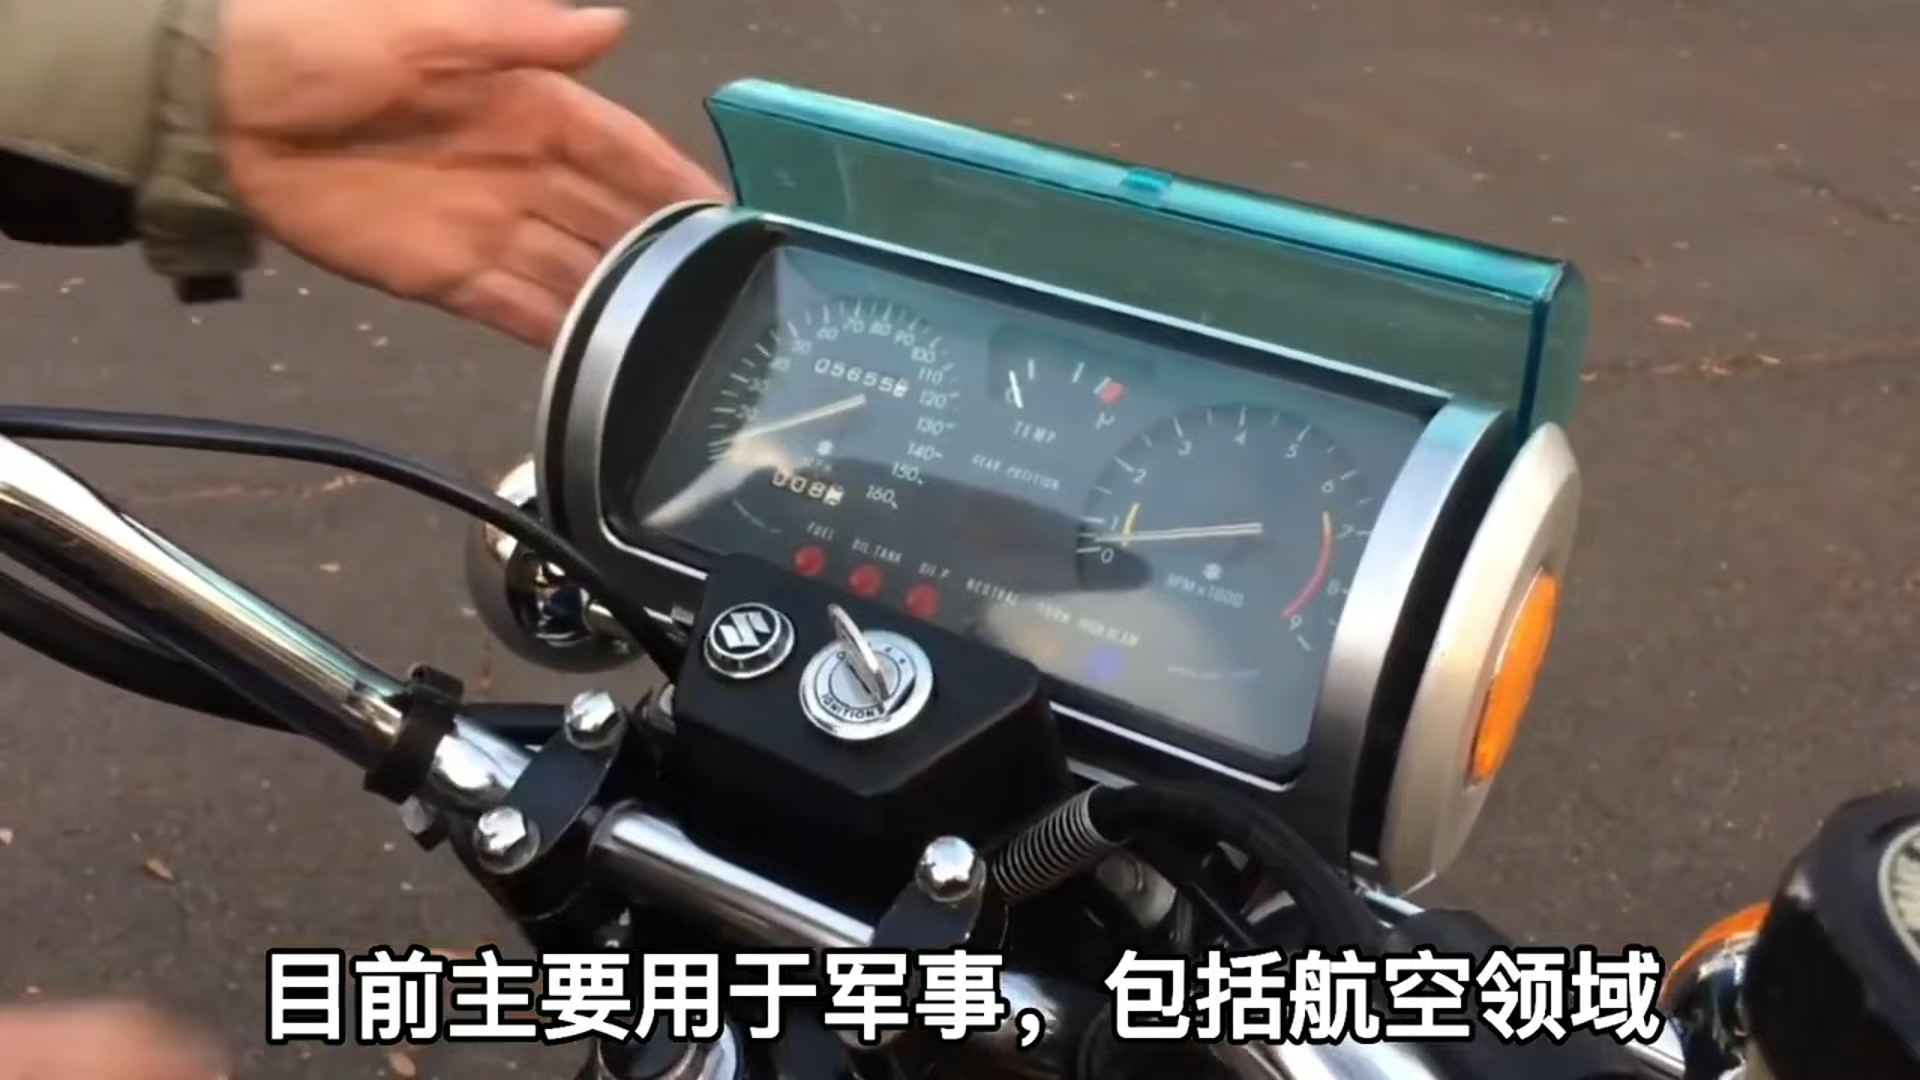 60 70 80 90
50 100
40 110
30 120
20 130
140
150
160
05655
008
TEMP
GEAR POSITION
0 1 2 3 4 5 6 7 8 9
RPM x 1000
FUEL OIL TANK OIL P NEUTRAL TURN HIGH BEAM
IGNITION
目前主要用于军事，包括航空领域